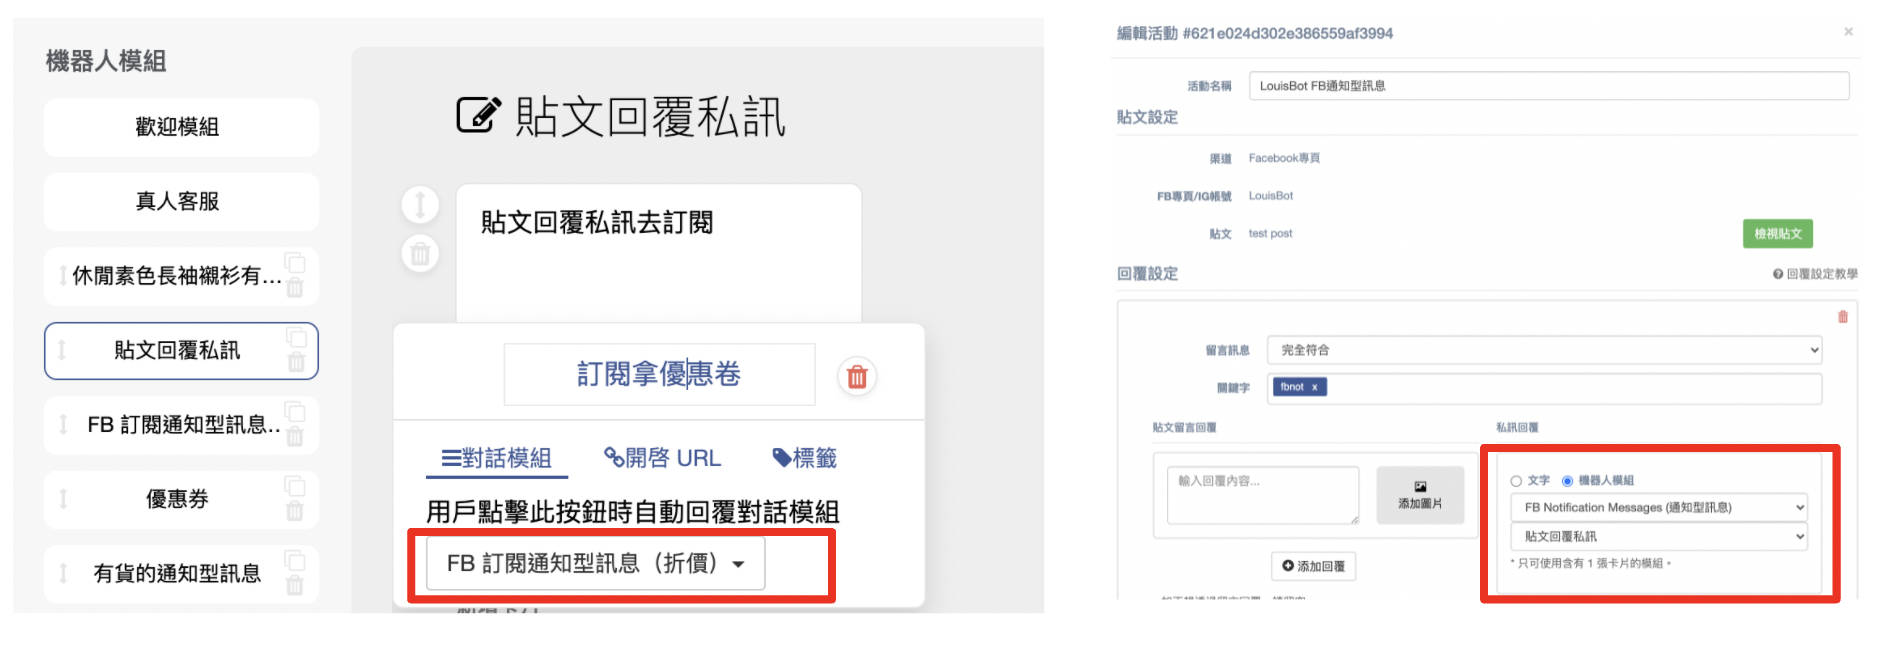 機器人模組
歡迎模組
真人客服
休閒素色長袖襯衫有...
貼文回覆私訊
FB 訂閱通知型訊息..
優惠券
有貨的通知型訊息
貼文回覆私訊
貼文回覆私訊去訂閱
訂閱拿優惠卷
對話模組 開啓 URL 標籤
用戶點擊此按鈕時自動回覆對話模組
FB 訂閱通知型訊息（折價）
編輯活動 #621e024d302e386559af3994
×
活動名稱 LouisBot FB通知型訊息
貼文設定
渠道 Facebook專頁
FB專頁/IG帳號 LouisBot
貼文 test post 檢視貼文
回覆設定 回覆設定教學
留言訊息 完全符合
關鍵字 fbnot x
貼文留言回覆 私訊回覆
輸入回覆內容...
添加圖片
添加回覆
文字 機器人模組
FB Notification Messages (通知型訊息)
貼文回覆私訊
* 只可使用含有 1 張卡片的模組。